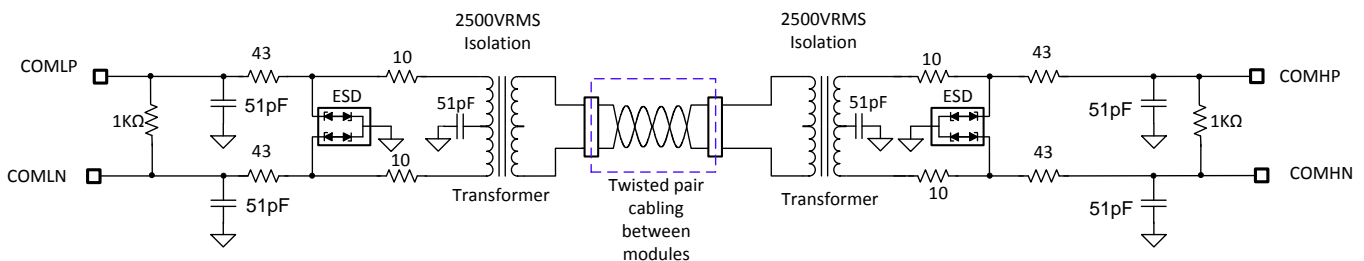 2500VRMS
Isolation
2500VRMS
Isolation
COMLP
43
10
10
43
COMHP
51pF
ESD
51pF
51pF
ESD
51pF
1KΩ
1KΩ
COMLN
43
10
10
43
COMHN
51pF
Transformer
Twisted pair
cabling
between
modules
Transformer
51pF